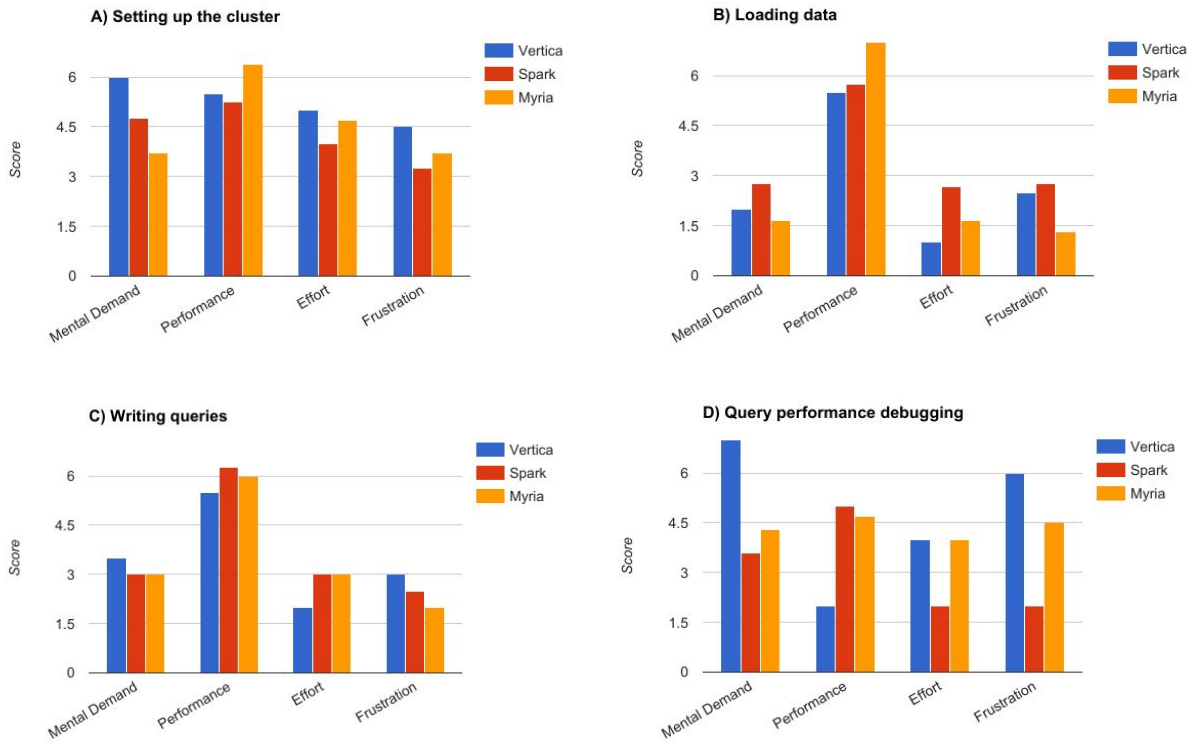 A) Setting up the cluster
Vertica
Spark
Myria
Score
6
4.5
3
1.5
0
Mental Demand
Performance
Effort
Frustration
B) Loading data
Vertica
Spark
Myria
Score
6
4.5
3
1.5
0
Mental Demand
Performance
Effort
Frustration
C) Writing queries
Vertica
Spark
Myria
Score
6
4.5
3
1.5
0
Mental Demand
Performance
Effort
Frustration
D) Query performance debugging
Vertica
Spark
Myria
Score
6
4.5
3
1.5
0
Mental Demand
Performance
Effort
Frustration